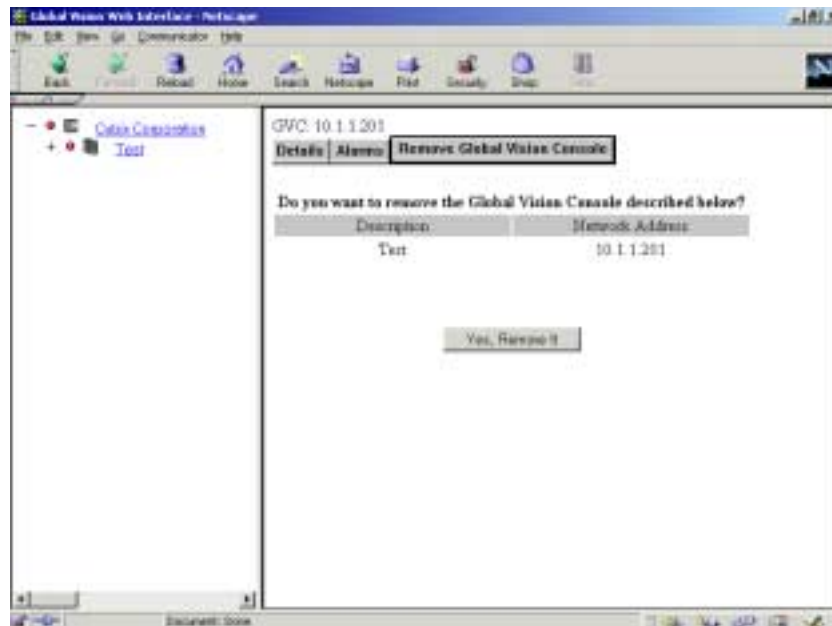 Global Vision Web Interface - Netscape
File Edit View Go Communicator Help
Back Forward Reload Home Search Netscape Print Security Shop
Corporation
Test
GVC: 10.1.1.201
Details Alarms Remove Global Vision Console
Do you want to remove the Global Vision Console described below?
Description Network Address
Test 10.1.1.201
Yes, Remove It
Document: Done